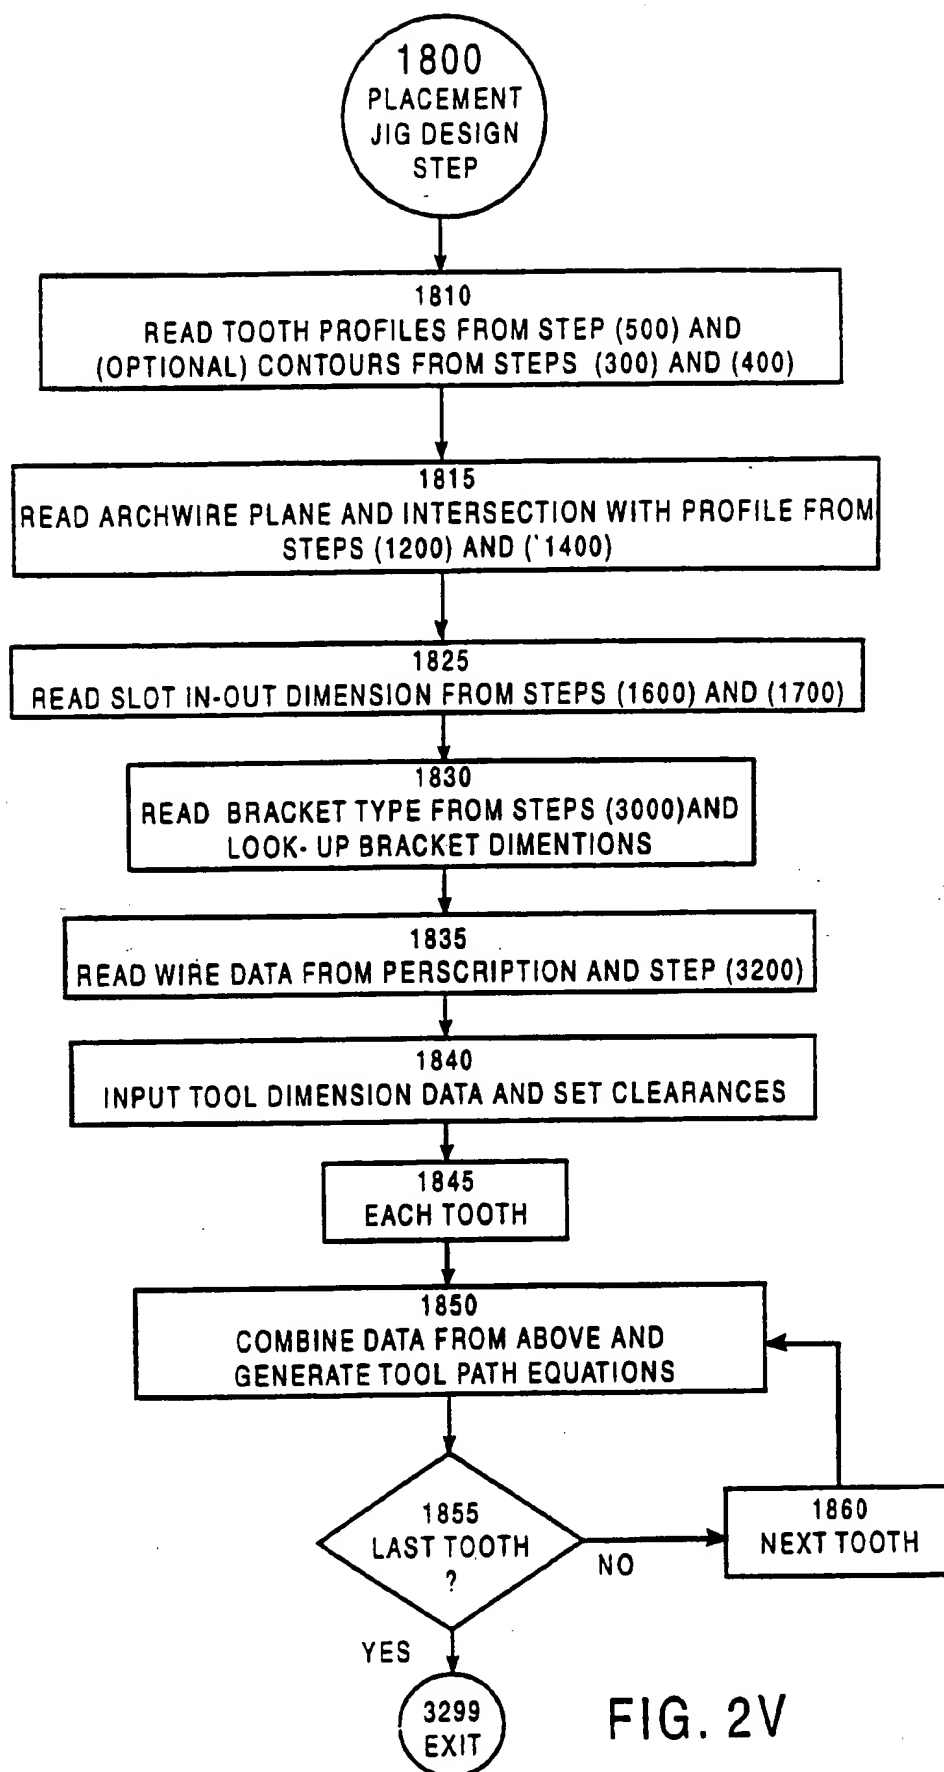 1800
PLACEMENT
JIG DESIGN
STEP
1810
READ TOOTH PROFILES FROM STEP (500) AND
(OPTIONAL) CONTOURS FROM STEPS (300) AND (400)
1815
READ ARCHWIRE PLANE AND INTERSECTION WITH PROFILE FROM
STEPS (1200) AND (1400)
1825
READ SLOT IN-OUT DIMENSION FROM STEPS (1600) AND (1700)
1830
READ BRACKET TYPE FROM STEPS (3000)AND
LOOK-UP BRACKET DIMENTIONS
1835
READ WIRE DATA FROM PERSCRIPTION AND STEP (3200)
1840
INPUT TOOL DIMENSION DATA AND SET CLEARANCES
1845
EACH TOOTH
1850
COMBINE DATA FROM ABOVE AND
GENERATE TOOL PATH EQUATIONS
1855
LAST TOOTH
?
NO
1860
NEXT TOOTH
YES
3299
EXIT
FIG. 2V